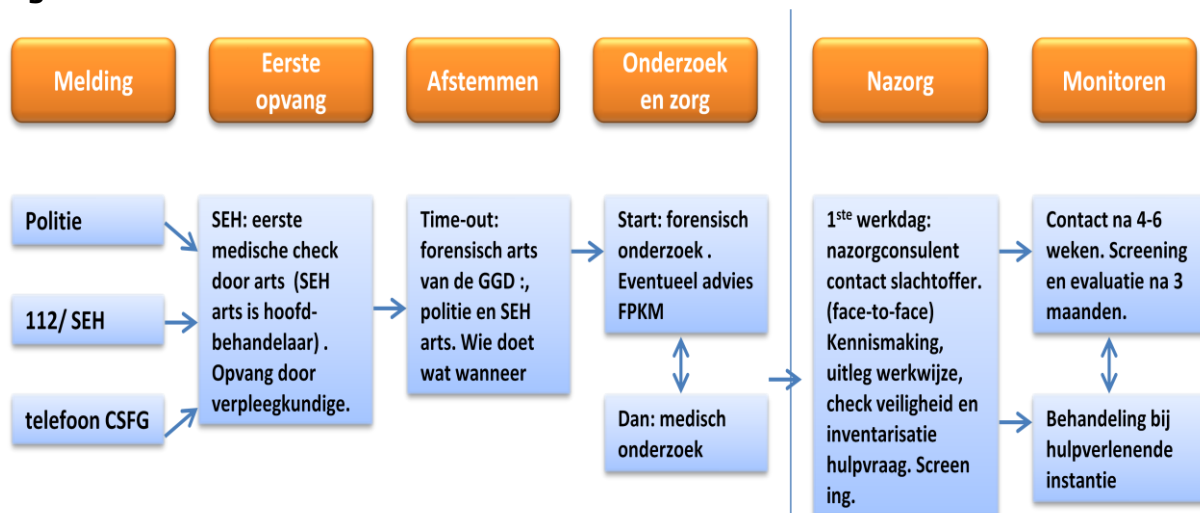 Melding
Eerste
opvang
Afstemmen
Onderzoek
en zorg
Nazorg
Monitoren
Politie
112/ SEH
telefoon CSFG
SEH: eerste
medische check
door arts (SEH
arts is hoofd-
behandelaar) .
Opvang door
verpleegkundige.
Time-out:
forensisch arts
van de GGD :,
politie en SEH
arts. Wie doet
wat wanneer
Start: forensisch
onderzoek .
Eventueel advies
FPKM
Dan: medisch
onderzoek
1ste werkdag:
nazorgconsulent
contact slachtoffer.
(face-to-face)
Kennismaking,
uitleg werkwijze,
check veiligheid en
inventarisatie
hulpvraag. Screen
ing.
Contact na 4-6
weken. Screening
en evaluatie na 3
maanden.
Behandeling bij
hulpverlenende
instantie